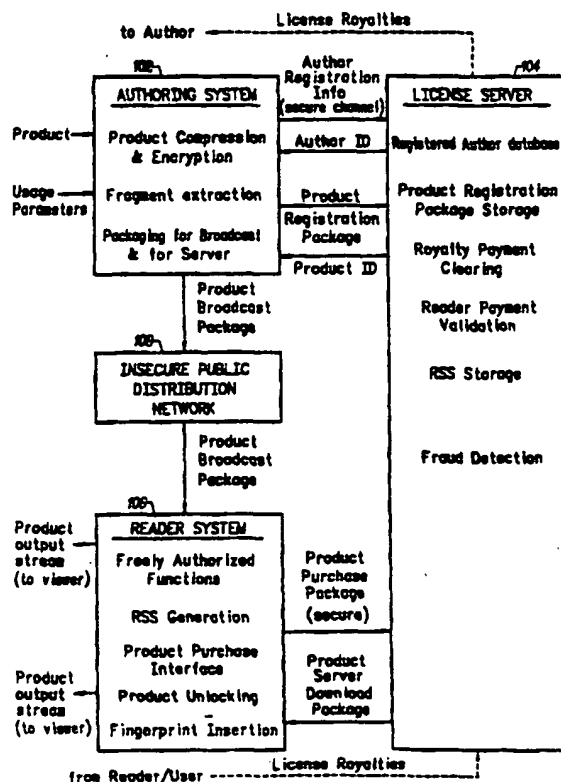 License Royalties
to Author
102
AUTHORING SYSTEM
Product Compression
& Encryption
Fragment extraction
Packaging for Broadcast
& for Server
Product
Usage
Parameters
Author
Registration
Info
(secure channel)
Author ID
Product
Registration
Package
Product ID
104
LICENSE SERVER
Registered Author database
Product Registration
Package Storage
Royalty Payment
Clearing
Reader Payment
Validation
RSS Storage
Fraud Detection
Product
Broadcast
Package
108
INSECURE PUBLIC
DISTRIBUTION
NETWORK
Product
Broadcast
Package
106
READER SYSTEM
Freely Authorized
Functions
RSS Generation
Product Purchase
Interface
Product Unlocking
Fingerprint Insertion
Product
output
stream
(to viewer)
Product
output
stream
(to viewer)
Product
Purchase
Package
(secure)
Product
Server
Download
Package
License Royalties
from Reader/User